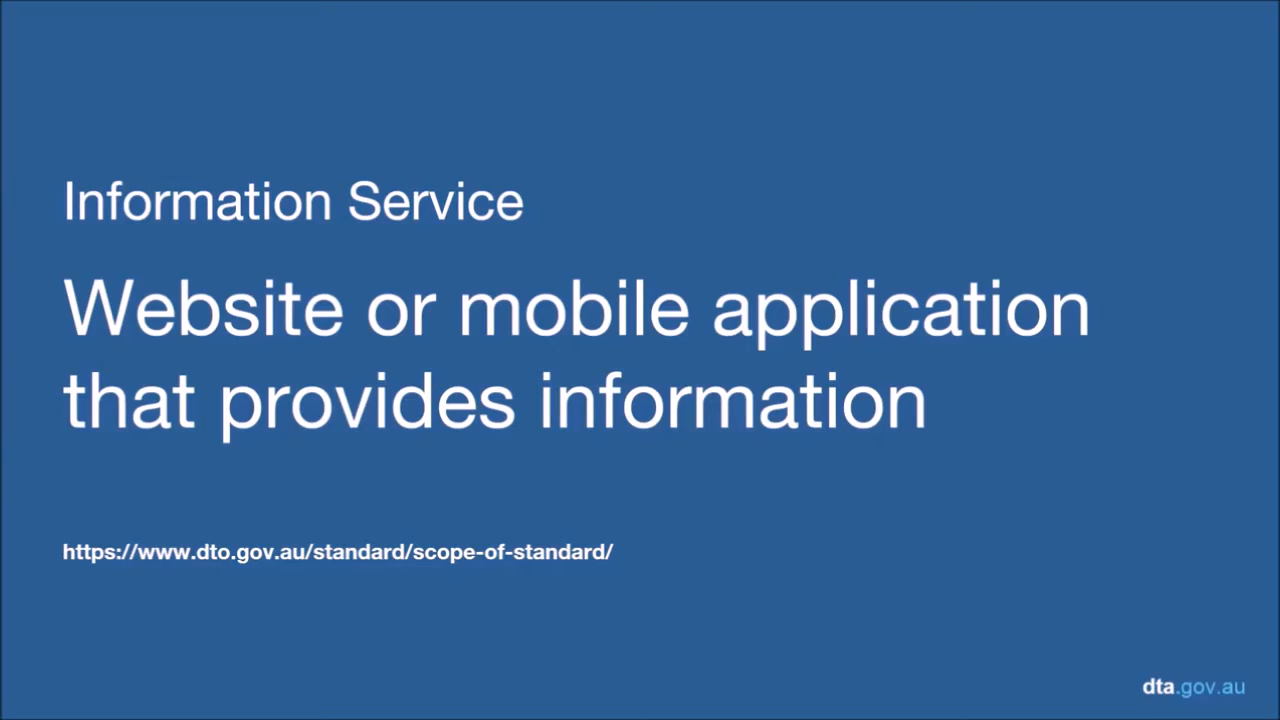 Information Service
Website or mobile application
that provides information
https://www.dto.gov.au/standard/scope-of-standard/
dta.gov.au